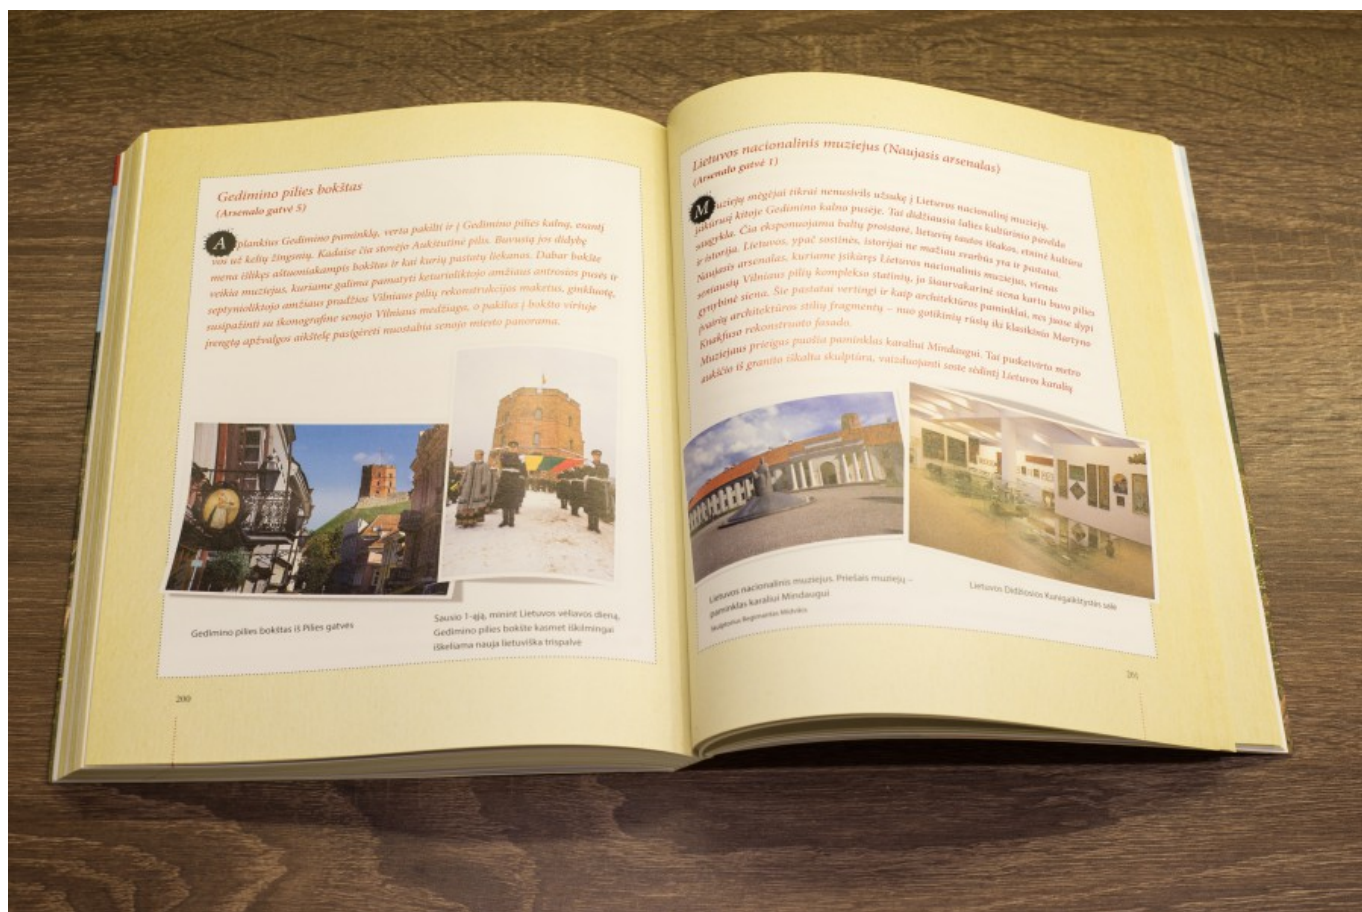 Gedimino pilies bokštas
(Arsenalo gatvė 5)
Aplankius Gedimino paminklą, verta pakilti ir į Gedimino pilies kalną, esantį
vos už kelių žingsnių. Kadaise čia stovėjo Aukštutinė pilis. Buvusią jos didybę
mena išlikęs aštuoniakampis bokštas ir kai kurių pastatų liekanos. Dabar bokšte
veikia muziejus, kuriame galima pamatyti keturioliktojo amžiaus antrosios pusės ir
septynioliktojo amžiaus pradžios Vilniaus pilių rekonstrukcijos maketus, ginkluotę,
susipažinti su ikonografine senojo Vilniaus medžiaga, o pakilus į bokšto viršuje
įrengtą apžvalgos aikštelę pasigėrėti nuostabia senojo miesto panorama.
Gedimino pilies bokštas iš Pilies gatvės
Sausio 1-ąją, minint Lietuvos vėliavos dieną,
Gedimino pilies bokšte kasmet iškilmingai
iškeliama nauja lietuviška trispalvė
200
Lietuvos nacionalinis muziejus (Naujasis arsenalas)
(Arsenalo gatvė 1)
Muziejų mėgėjai tikrai nenusivils užsukę į Lietuvos nacionalinį muziejų,
įsikūrusį kitoje Gedimino kalno pusėje. Tai didžiausia šalies kultūrinio paveldo
saugykla. Čia eksponuojama baltų proistorė, lietuvių tautos ištakos, etninė kultūra
ir istorija. Lietuvos, ypač sostinės, istorijai ne mažiau svarbūs yra ir pastatai.
Naujasis arsenalas, kuriame įsikūręs Lietuvos nacionalinis muziejus, vienas
seniausių Vilniaus pilių komplekso statinių, jo šiaurvakarinė siena kartu buvo pilies
gynybinė siena. Šie pastatai vertingi ir kaip architektūros paminklai, nes juose slypi
įvairių architektūros stilių fragmentų – nuo gotikinių rūsių iki klasikinio Martyno
Knakfuso rekonstruoto fasado.
Muziejaus prieigas puošia paminklas karaliui Mindaugui. Tai pusketvirto metro
aukščio iš granito iškalta skulptūra, vaizduojanti soste sėdintį Lietuvos karalių
Lietuvos nacionalinis muziejus. Priešais muziejų –
paminklas karaliui Mindaugui
Skulptorius Regimantas Midvikis
Lietuvos Didžiosios Kunigaikštystės salė
201